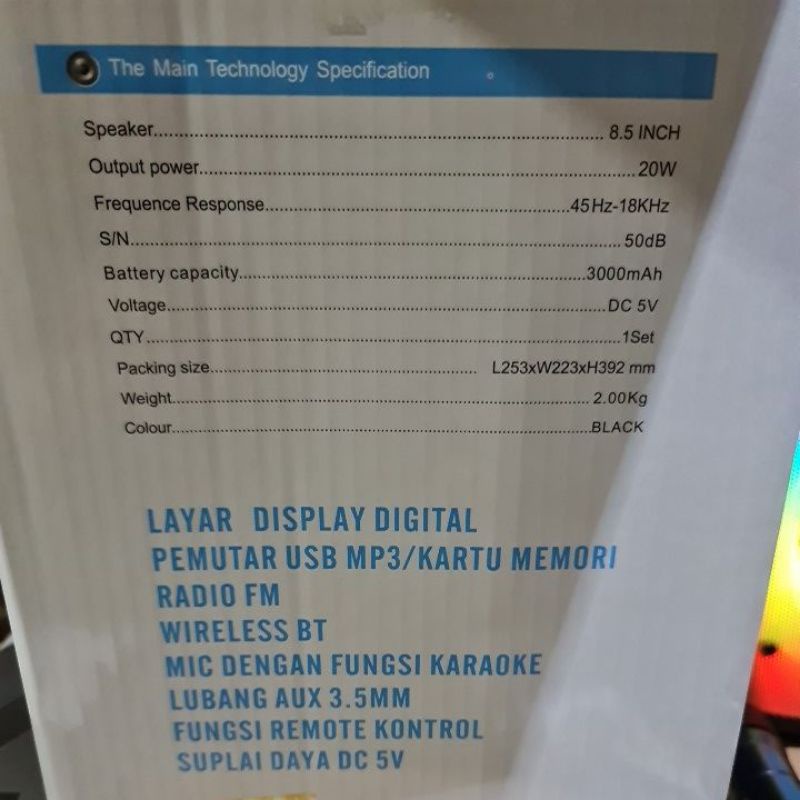 The Main Technology Specification
Speaker.......... 8.5 INCH
Output power.......... 20W
Frequence Response.......... 45Hz-18KHz
S/N.......... 50dB
Battery capacity.......... 3000mAh
Voltage.......... DC 5V
QTY.......... 1Set
Packing size.......... L253xW223xH392 mm
Weight.......... 2.00Kg
Colour.......... BLACK
LAYAR DISPLAY DIGITAL
PEMUTAR USB MP3/KARTU MEMORI
RADIO FM
WIRELESS BT
MIC DENGAN FUNGSI KARAOKE
LUBANG AUX 3.5MM
FUNGSI REMOTE KONTROL
SUPLAI DAYA DC 5V